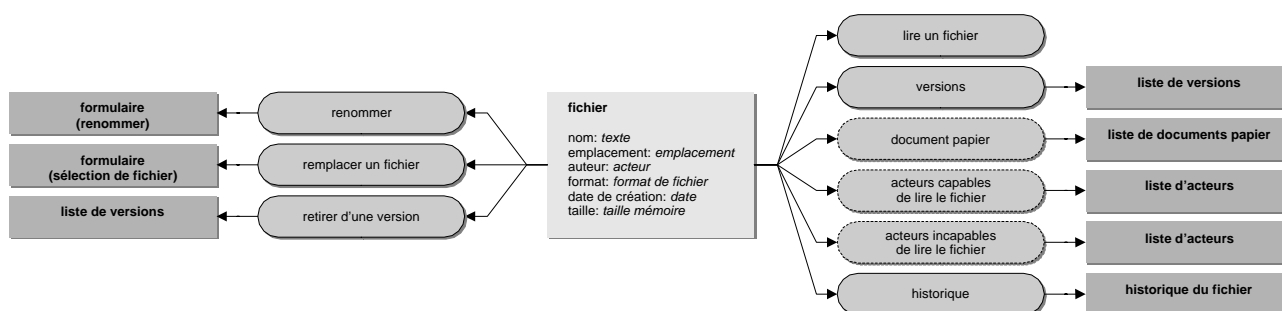 formulaire
(renommer)
renommer
formulaire
(sélection de fichier)
remplacer un fichier
liste de versions
retirer d'une version
fichier
nom: texte
emplacement: emplacement
auteur: acteur
format: format de fichier
date de création: date
taille: taille mémoire
lire un fichier
versions
liste de versions
document papier
liste de documents papier
acteurs capables
de lire le fichier
liste d'acteurs
acteurs incapables
de lire le fichier
liste d'acteurs
historique
historique du fichier